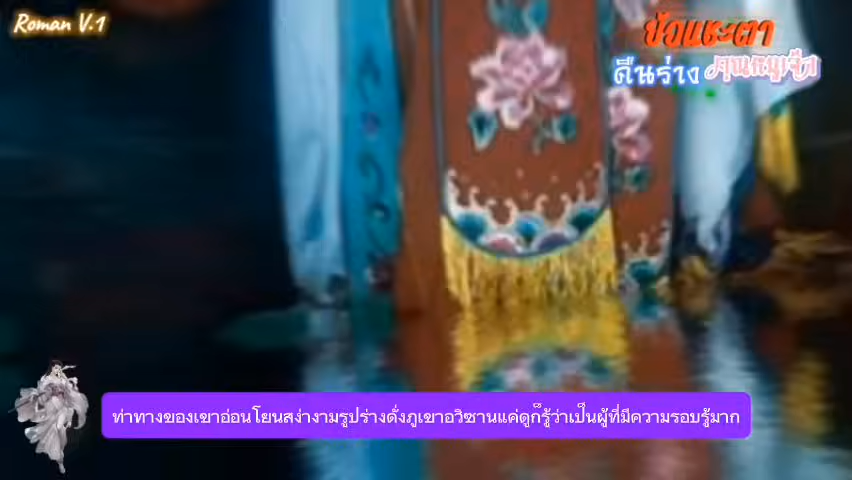 Roman V.1
ข้อแชะตา
คืนร่าง คุณหนูเจ็ด
ท่าทางของเขาอ่อนโยนสง่างามรูปร่างดั่งภูเขาอวิซานแค่ดูก็รู้ว่าเป็นผู้ที่มีความรอบรู้มาก